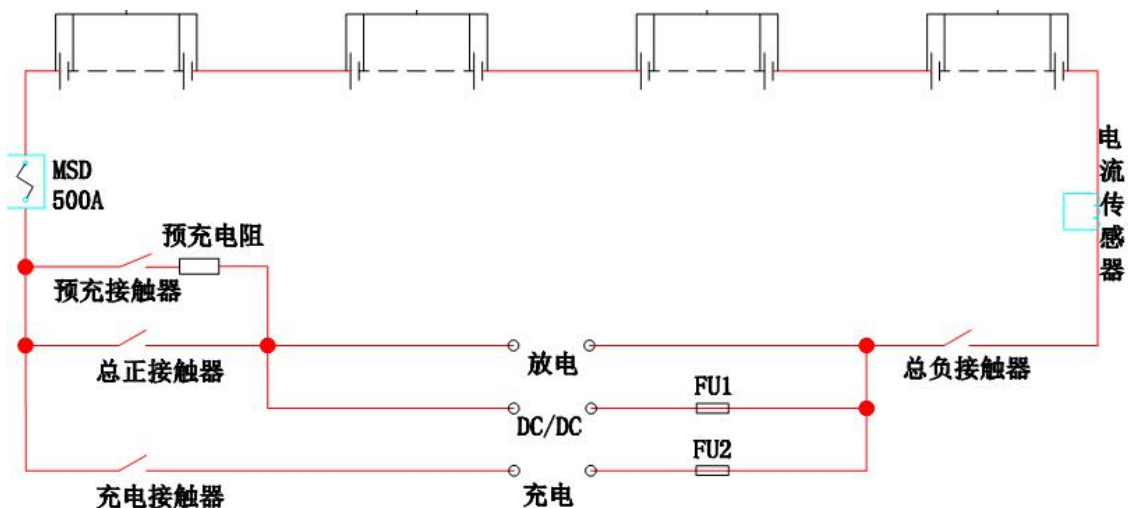 MSD
500A
电流传感器
预充电阻
预充接触器
总正接触器
放电
总负接触器
FU1
DC/DC
FU2
充电接触器
充电